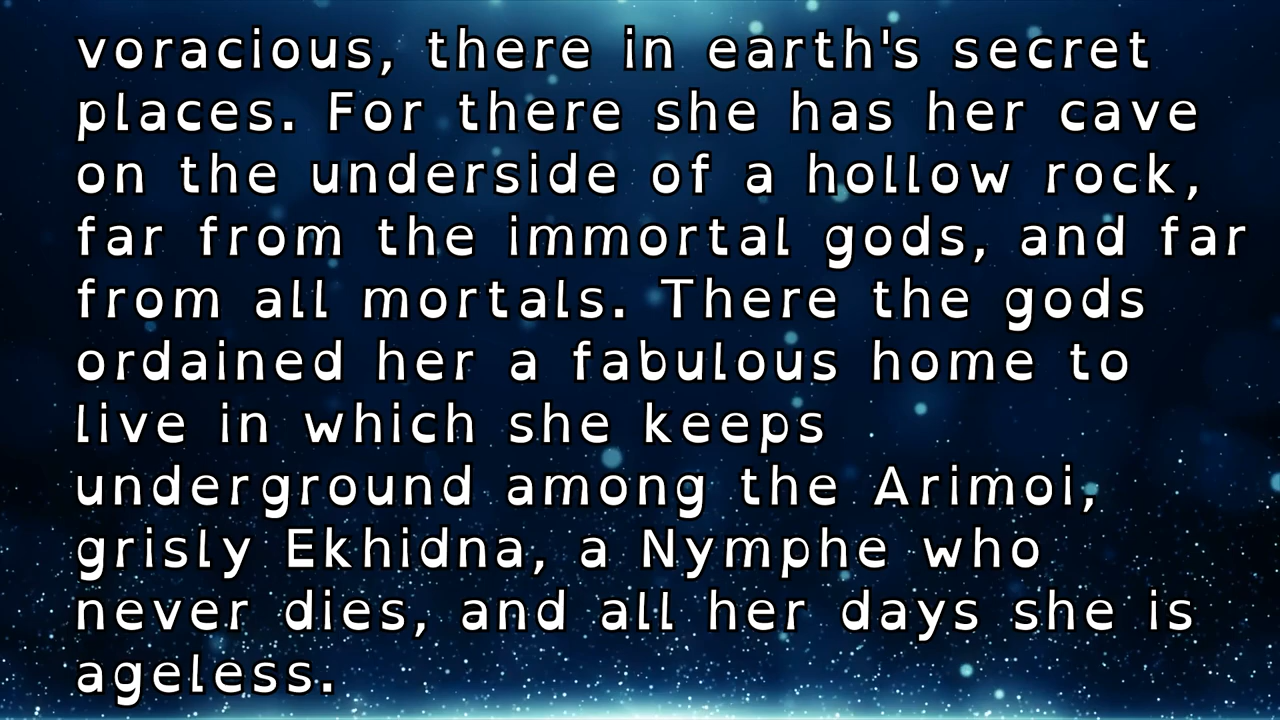 voracious, there in earth's secret
places. For there she has her cave
on the underside of a hollow rock,
far from the immortal gods, and far
from all mortals. There the gods
ordained her a fabulous home to
live in which she keeps
underground among the Arimoi,
grisly Ekhidna, a Nymphe who
never dies, and all her days she is
ageless.